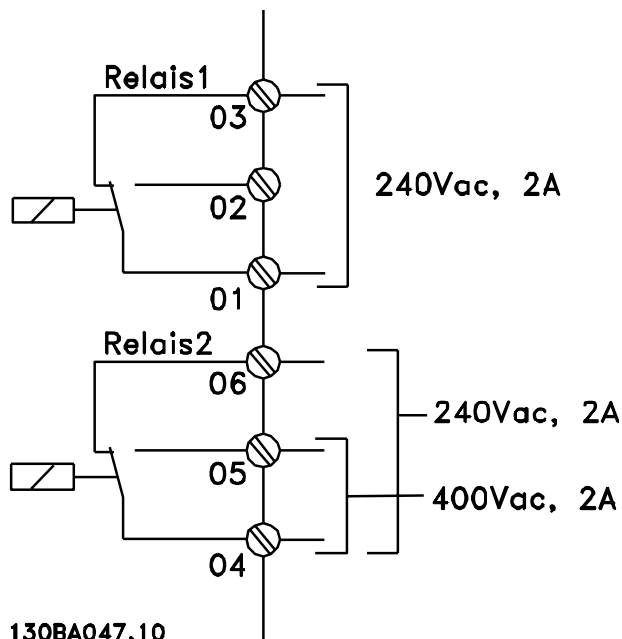 Relais1
03
02
240Vac, 2A
01
Relais2
06
240Vac, 2A
05
400Vac, 2A
04
130BA047.10